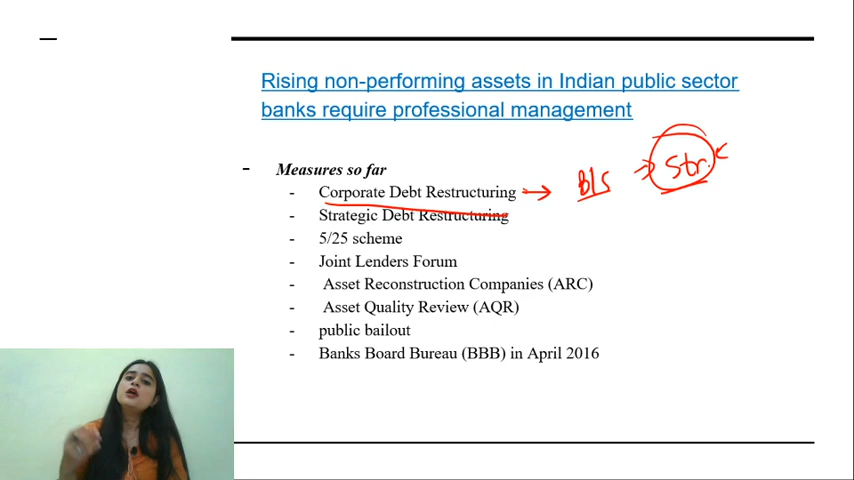 Rising non-performing assets in Indian public sector
banks require professional management
- Measures so far
- Corporate Debt Restructuring → B/S ⇒ Str.
- Strategic Debt Restructuring
- 5/25 scheme
- Joint Lenders Forum
- Asset Reconstruction Companies (ARC)
- Asset Quality Review (AQR)
- public bailout
- Banks Board Bureau (BBB) in April 2016